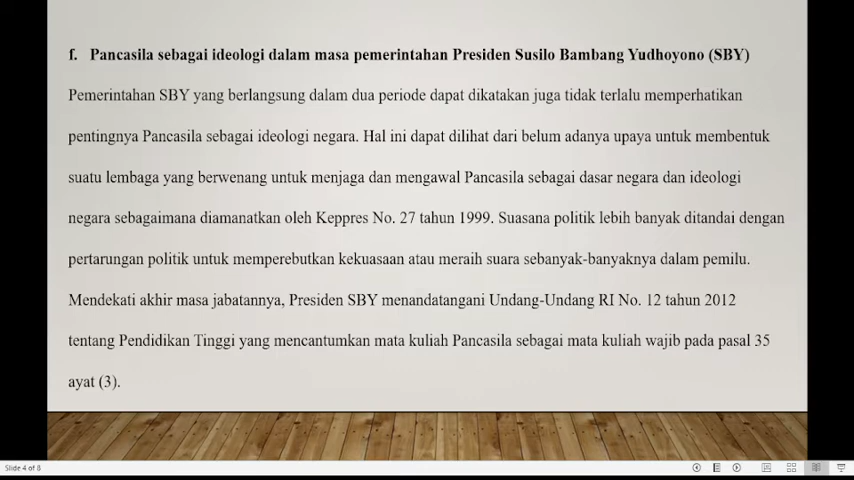 f. Pancasila sebagai ideologi dalam masa pemerintahan Presiden Susilo Bambang Yudhoyono (SBY)
Pemerintahan SBY yang berlangsung dalam dua periode dapat dikatakan juga tidak terlalu memperhatikan
pentingnya Pancasila sebagai ideologi negara. Hal ini dapat dilihat dari belum adanya upaya untuk membentuk
suatu lembaga yang berwenang untuk menjaga dan mengawal Pancasila sebagai dasar negara dan ideologi
negara sebagaimana diamanatkan oleh Keppres No. 27 tahun 1999. Suasana politik lebih banyak ditandai dengan
pertarungan politik untuk memperebutkan kekuasaan atau meraih suara sebanyak-banyaknya dalam pemilu.
Mendekati akhir masa jabatannya, Presiden SBY menandatangani Undang-Undang RI No. 12 tahun 2012
tentang Pendidikan Tinggi yang mencantumkan mata kuliah Pancasila sebagai mata kuliah wajib pada pasal 35
ayat (3).
Slide 4 of 8